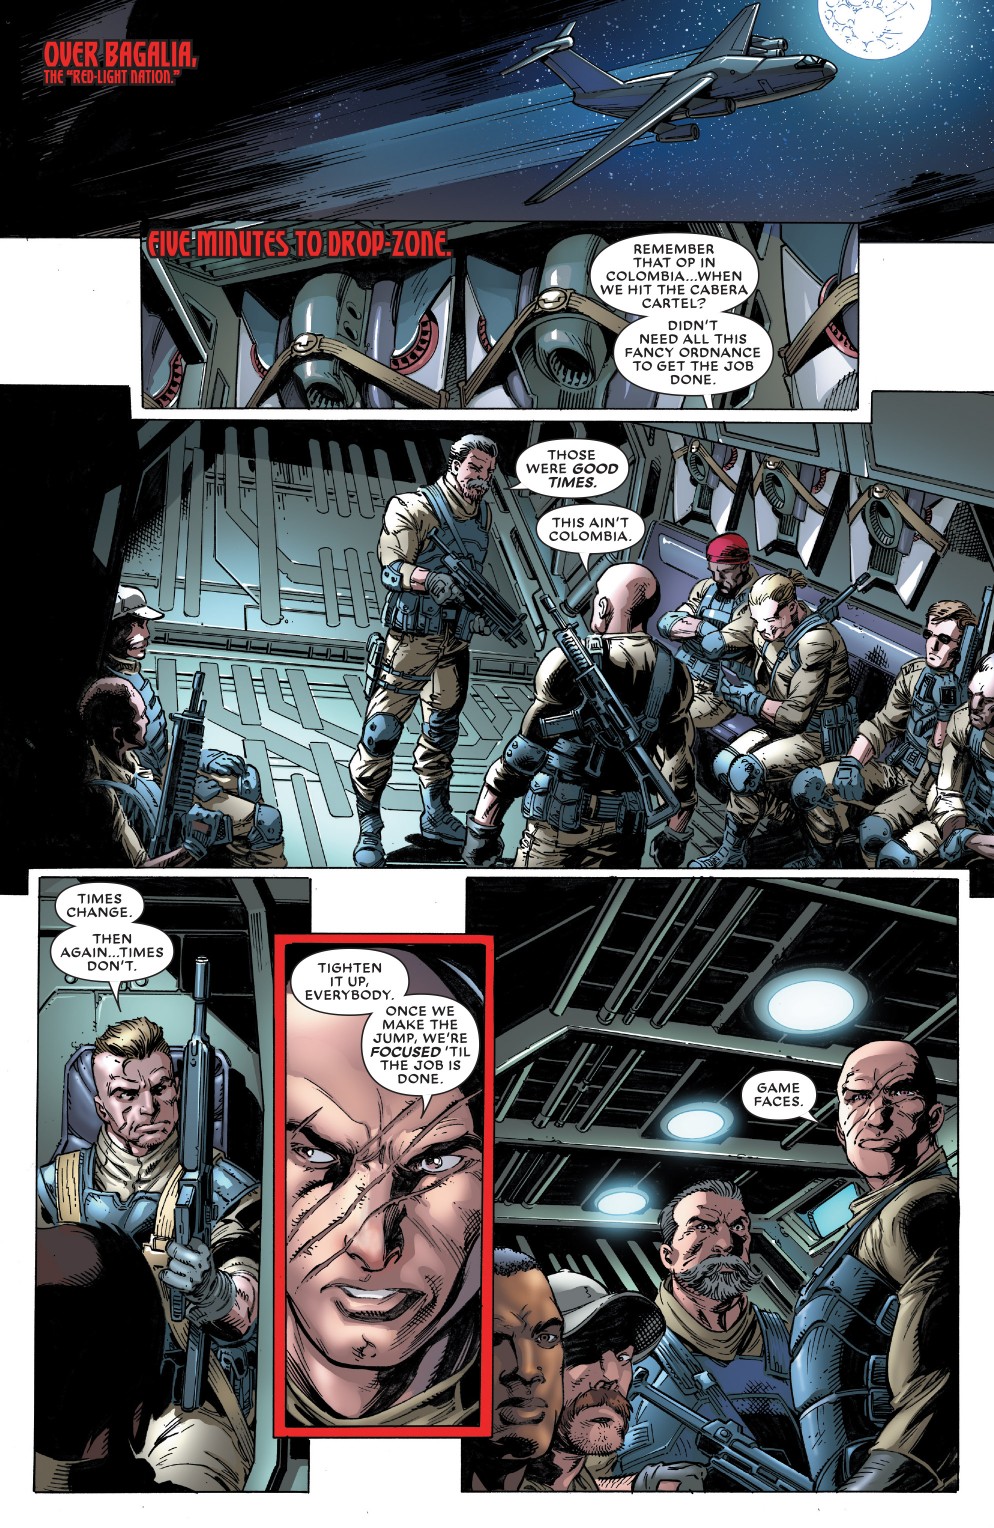 OVER BAGALIA,
THE "RED-LIGHT NATION."
FIVE MINUTES TO DROP-ZONE.
REMEMBER
THAT OP IN
COLOMBIA...WHEN
WE HIT THE CABERA
CARTEL?
DIDN'T
NEED ALL THIS
FANCY ORDNANCE
TO GET THE JOB
DONE.
THOSE
WERE GOOD
TIMES.
THIS AIN'T
COLOMBIA.
TIMES
CHANGE.
THEN
AGAIN...TIMES
DON'T.
TIGHTEN
IT UP,
EVERYBODY.
ONCE WE
MAKE THE
JUMP, WE'RE
FOCUSED 'TIL
THE JOB IS
DONE.
GAME
FACES.